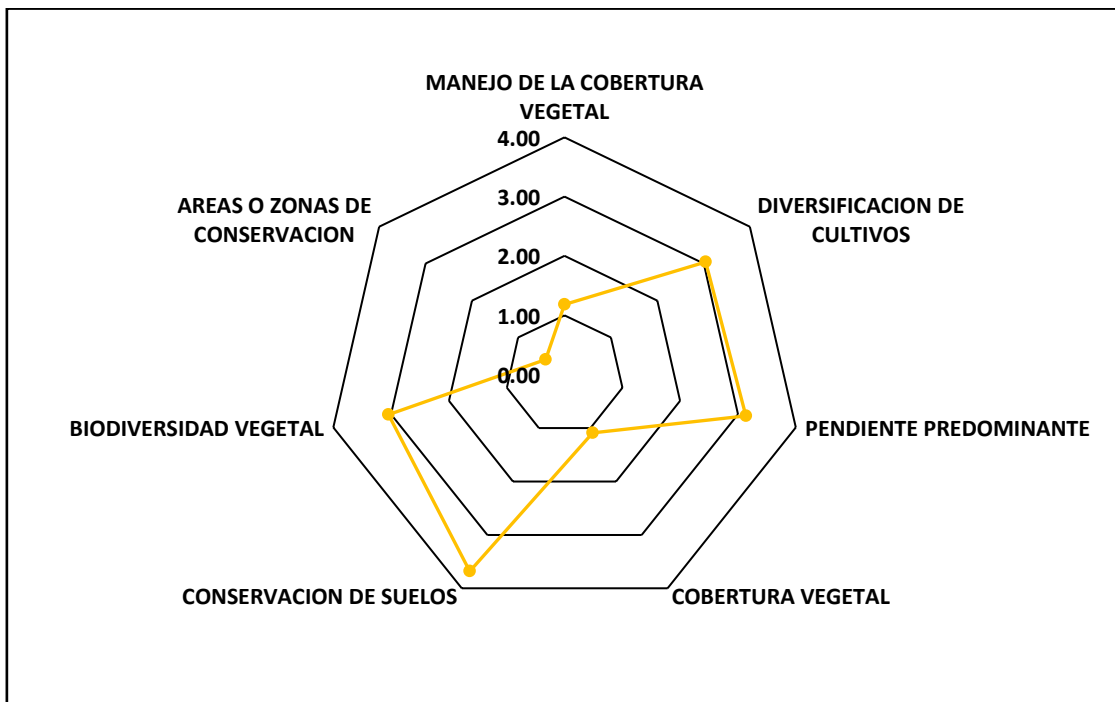 MANEJO DE LA COBERTURA
VEGETAL
4.00
3.00
2.00
1.00
0.00
DIVERSIFICACION DE
CULTIVOS
PENDIENTE PREDOMINANTE
COBERTURA VEGETAL
CONSERVACION DE SUELOS
BIODIVERSIDAD VEGETAL
AREAS O ZONAS DE
CONSERVACION